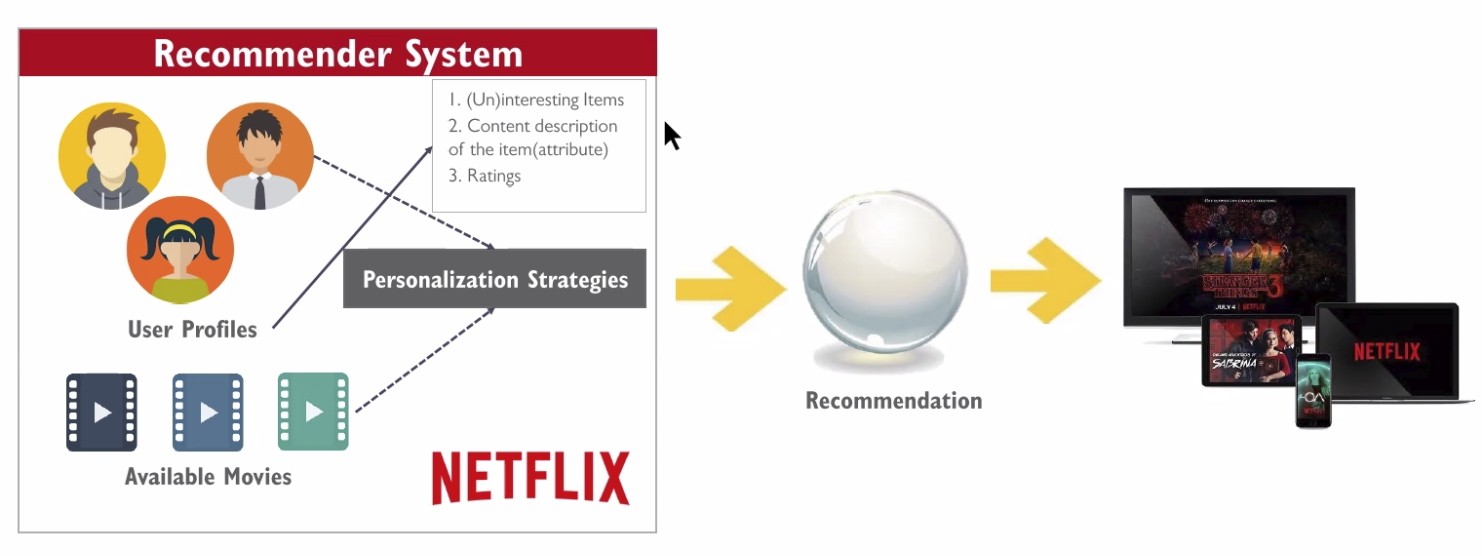 Recommender System
1. (Un)interesting Items
2. Content description
of the item(attribute)
3. Ratings
Personalization Strategies
User Profiles
Available Movies
NETFLIX
Recommendation
STRANGER
THINGS 3
JULY 4 | NETFLIX
SABRINA
NETFLIX
OA